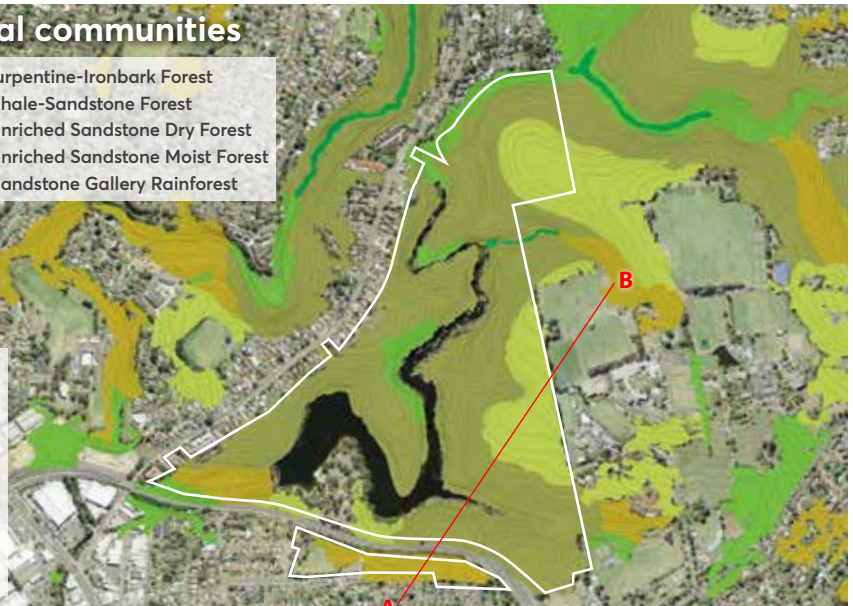 al communities
urpentine-Ironbark Forest
hale-Sandstone Forest
nriched Sandstone Dry Forest
nriched Sandstone Moist Forest
andstone Gallery Rainforest
B
A